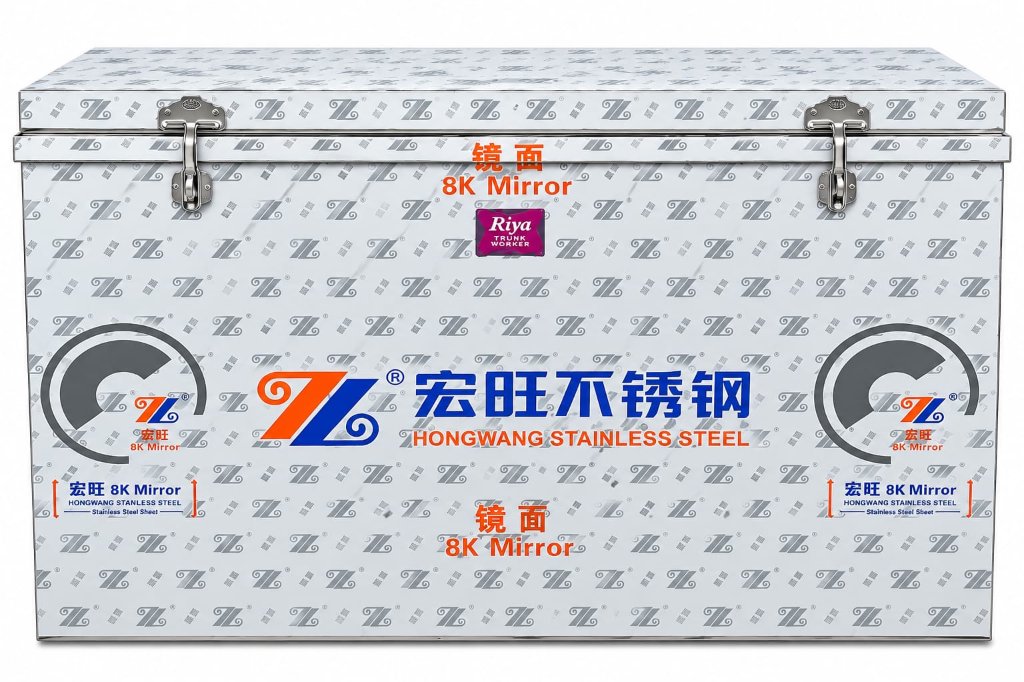 镜面
8K Mirror
Riya
TRUNK
WORKER
® 宏旺不锈钢
HONGWANG STAINLESS STEEL
®
宏旺
8K Mirror
宏旺 8K Mirror
HONGWANG STANLESS STEEL
Stainless Steel Sheet
®
宏旺
8K Mirror
宏旺 8K Mirror
HONGWANG STANLESS STEEL
Stainless Steel Sheet
镜面
8K Mirror